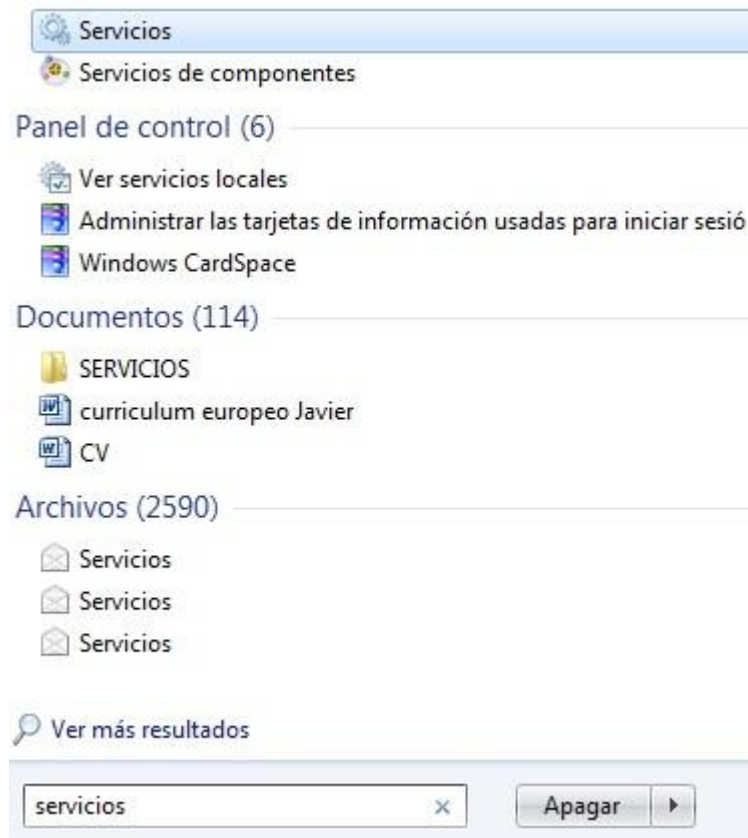 Servicios
Servicios de componentes
Panel de control (6)
Ver servicios locales
Administrar las tarjetas de información usadas para iniciar sesió
Windows CardSpace
Documentos (114)
SERVICIOS
curriculum europeo Javier
CV
Archivos (2590)
Servicios
Servicios
Servicios
Ver más resultados
servicios
Apagar